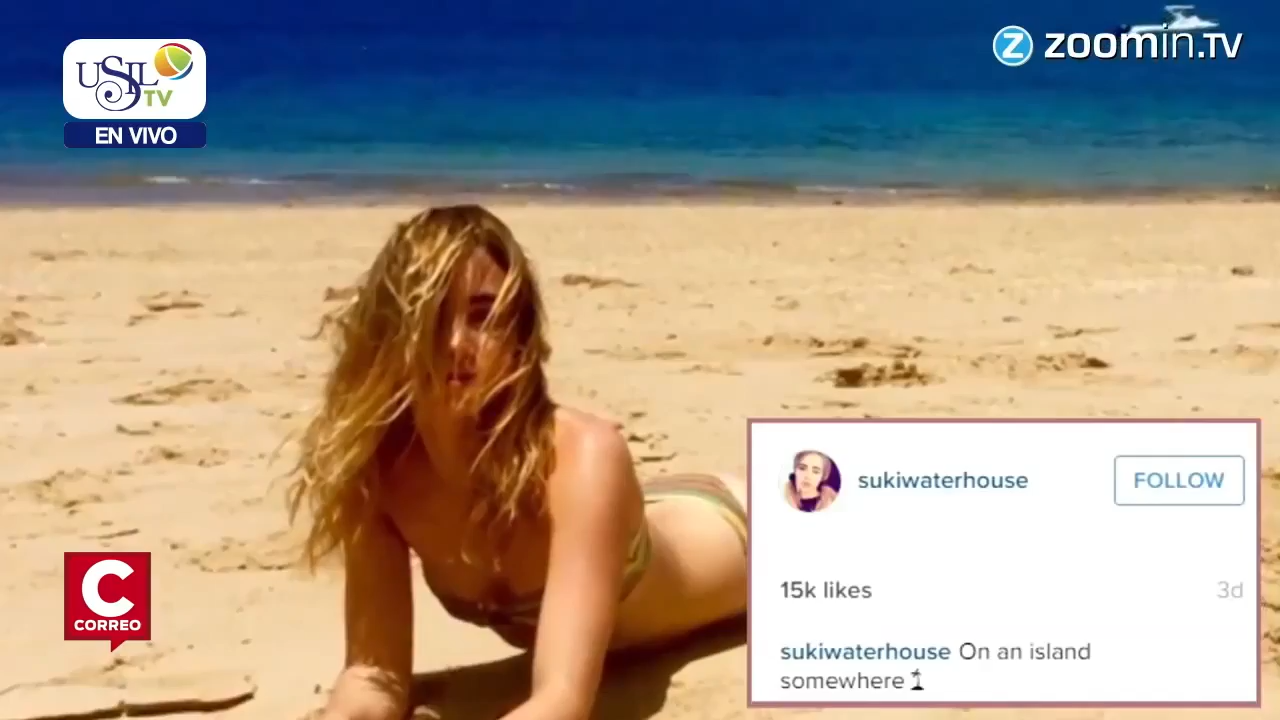 USIL
TV
EN VIVO
Z zoomin.TV
sukiwaterhouse
FOLLOW
15k likes
3d
sukiwaterhouse On an island
somewhere
C
CORREO